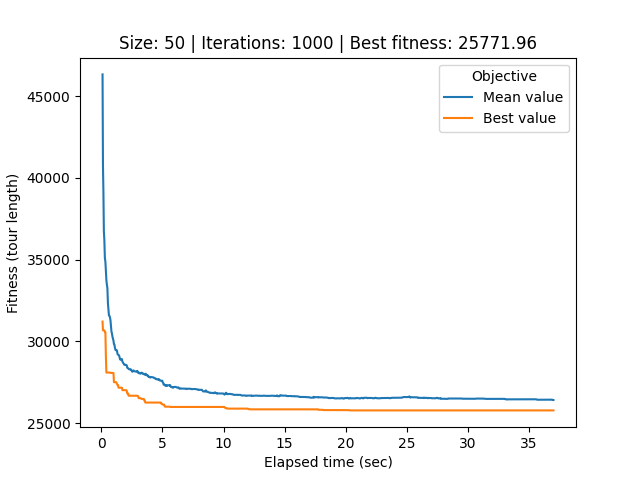 Size: 50 | Iterations: 1000 | Best fitness: 25771.96
Objective
Mean value
Best value
45000
40000
35000
30000
25000
Fitness (tour length)
0 5 10 15 20 25 30 35
Elapsed time (sec)